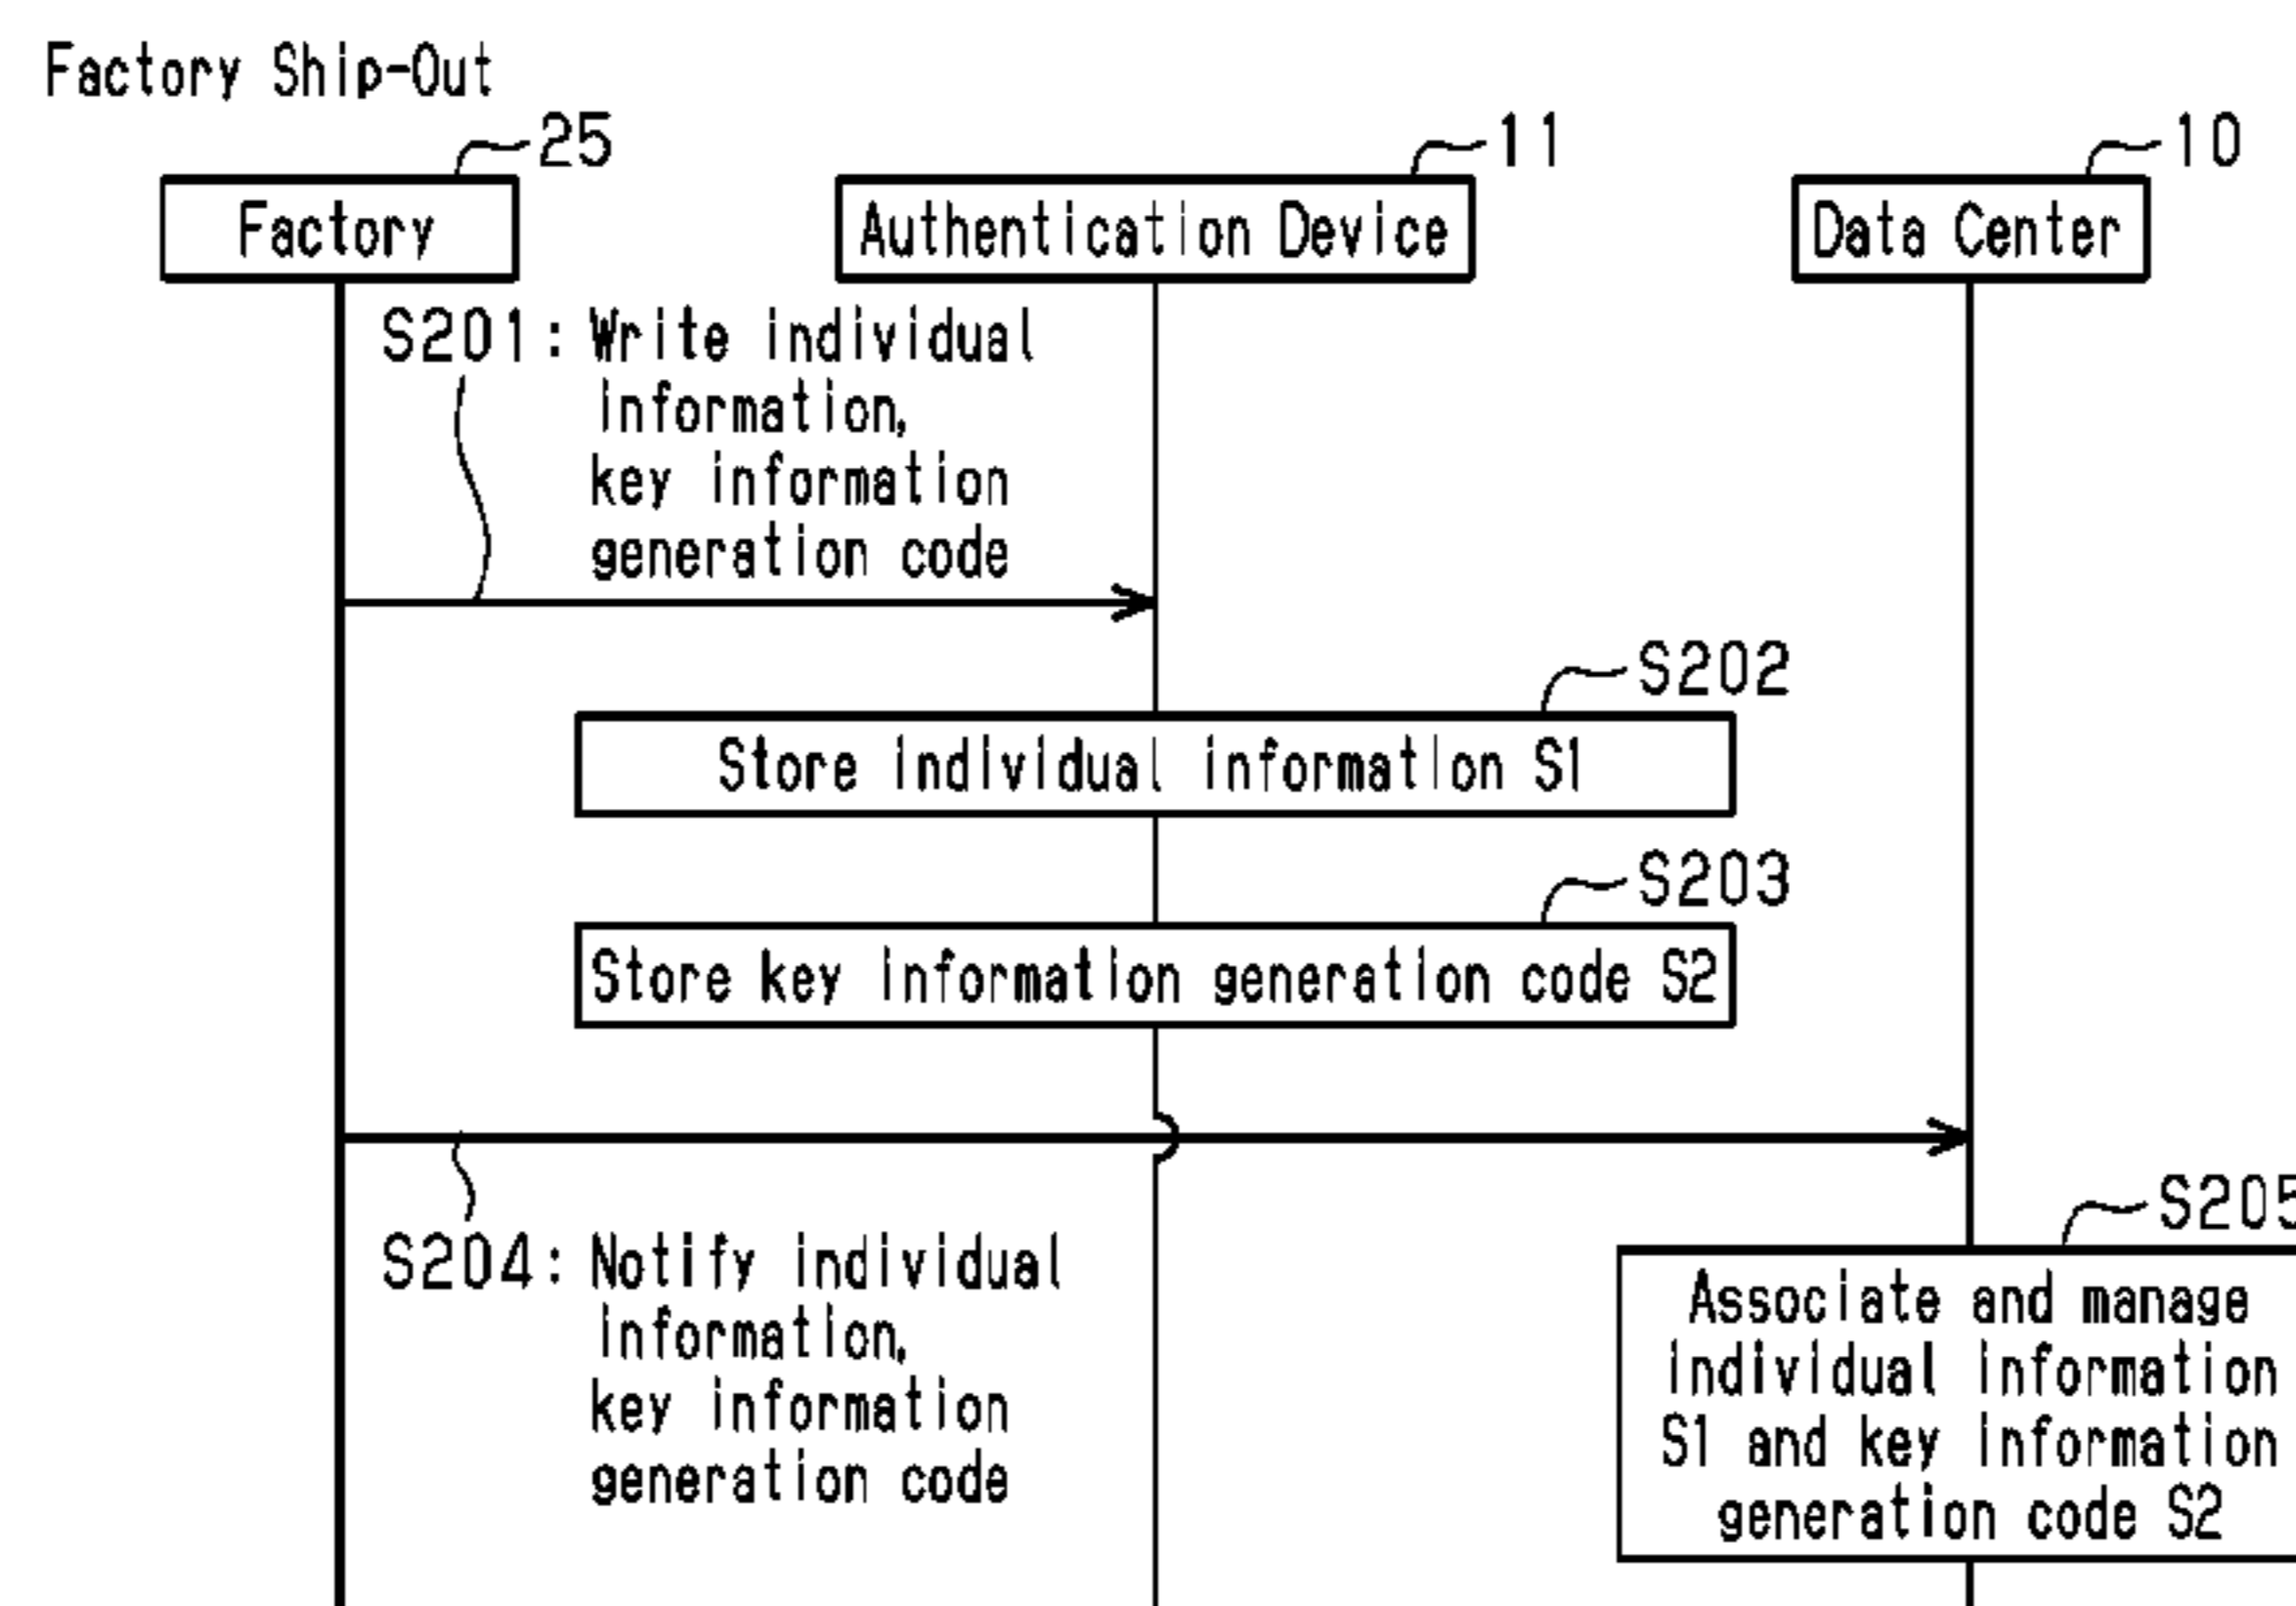 Factory Ship-Out
25
11
10
Factory
Authentication Device
Data Center
S201: Write individual
information,
key information
generation code
S202
Store individual information S1
S203
Store key information generation code S2
S204: Notify individual
information,
key information
generation code
S205
Associate and manage
individual information
S1 and key information
generation code S2